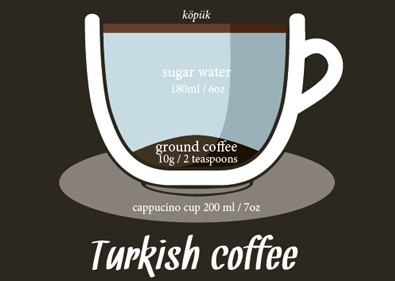 köpük
sugar water
180ml / 6oz
ground coffee
10g / 2 teaspoons
cappucino cup 200 ml / 7oz
Turkish coffee